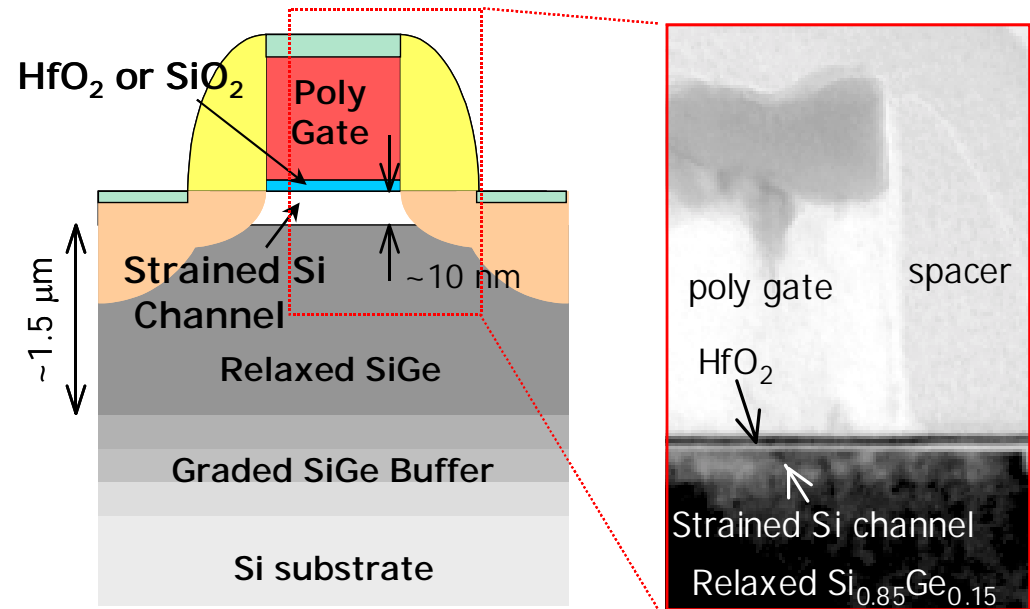 HfO₂ or SiO₂
Poly
Gate
Strained Si
Channel
~10 nm
~1.5 μm
Relaxed SiGe
Graded SiGe Buffer
Si substrate
poly gate
spacer
HfO₂
Strained Si channel
Relaxed Si₀.₈₅Ge₀.₁₅